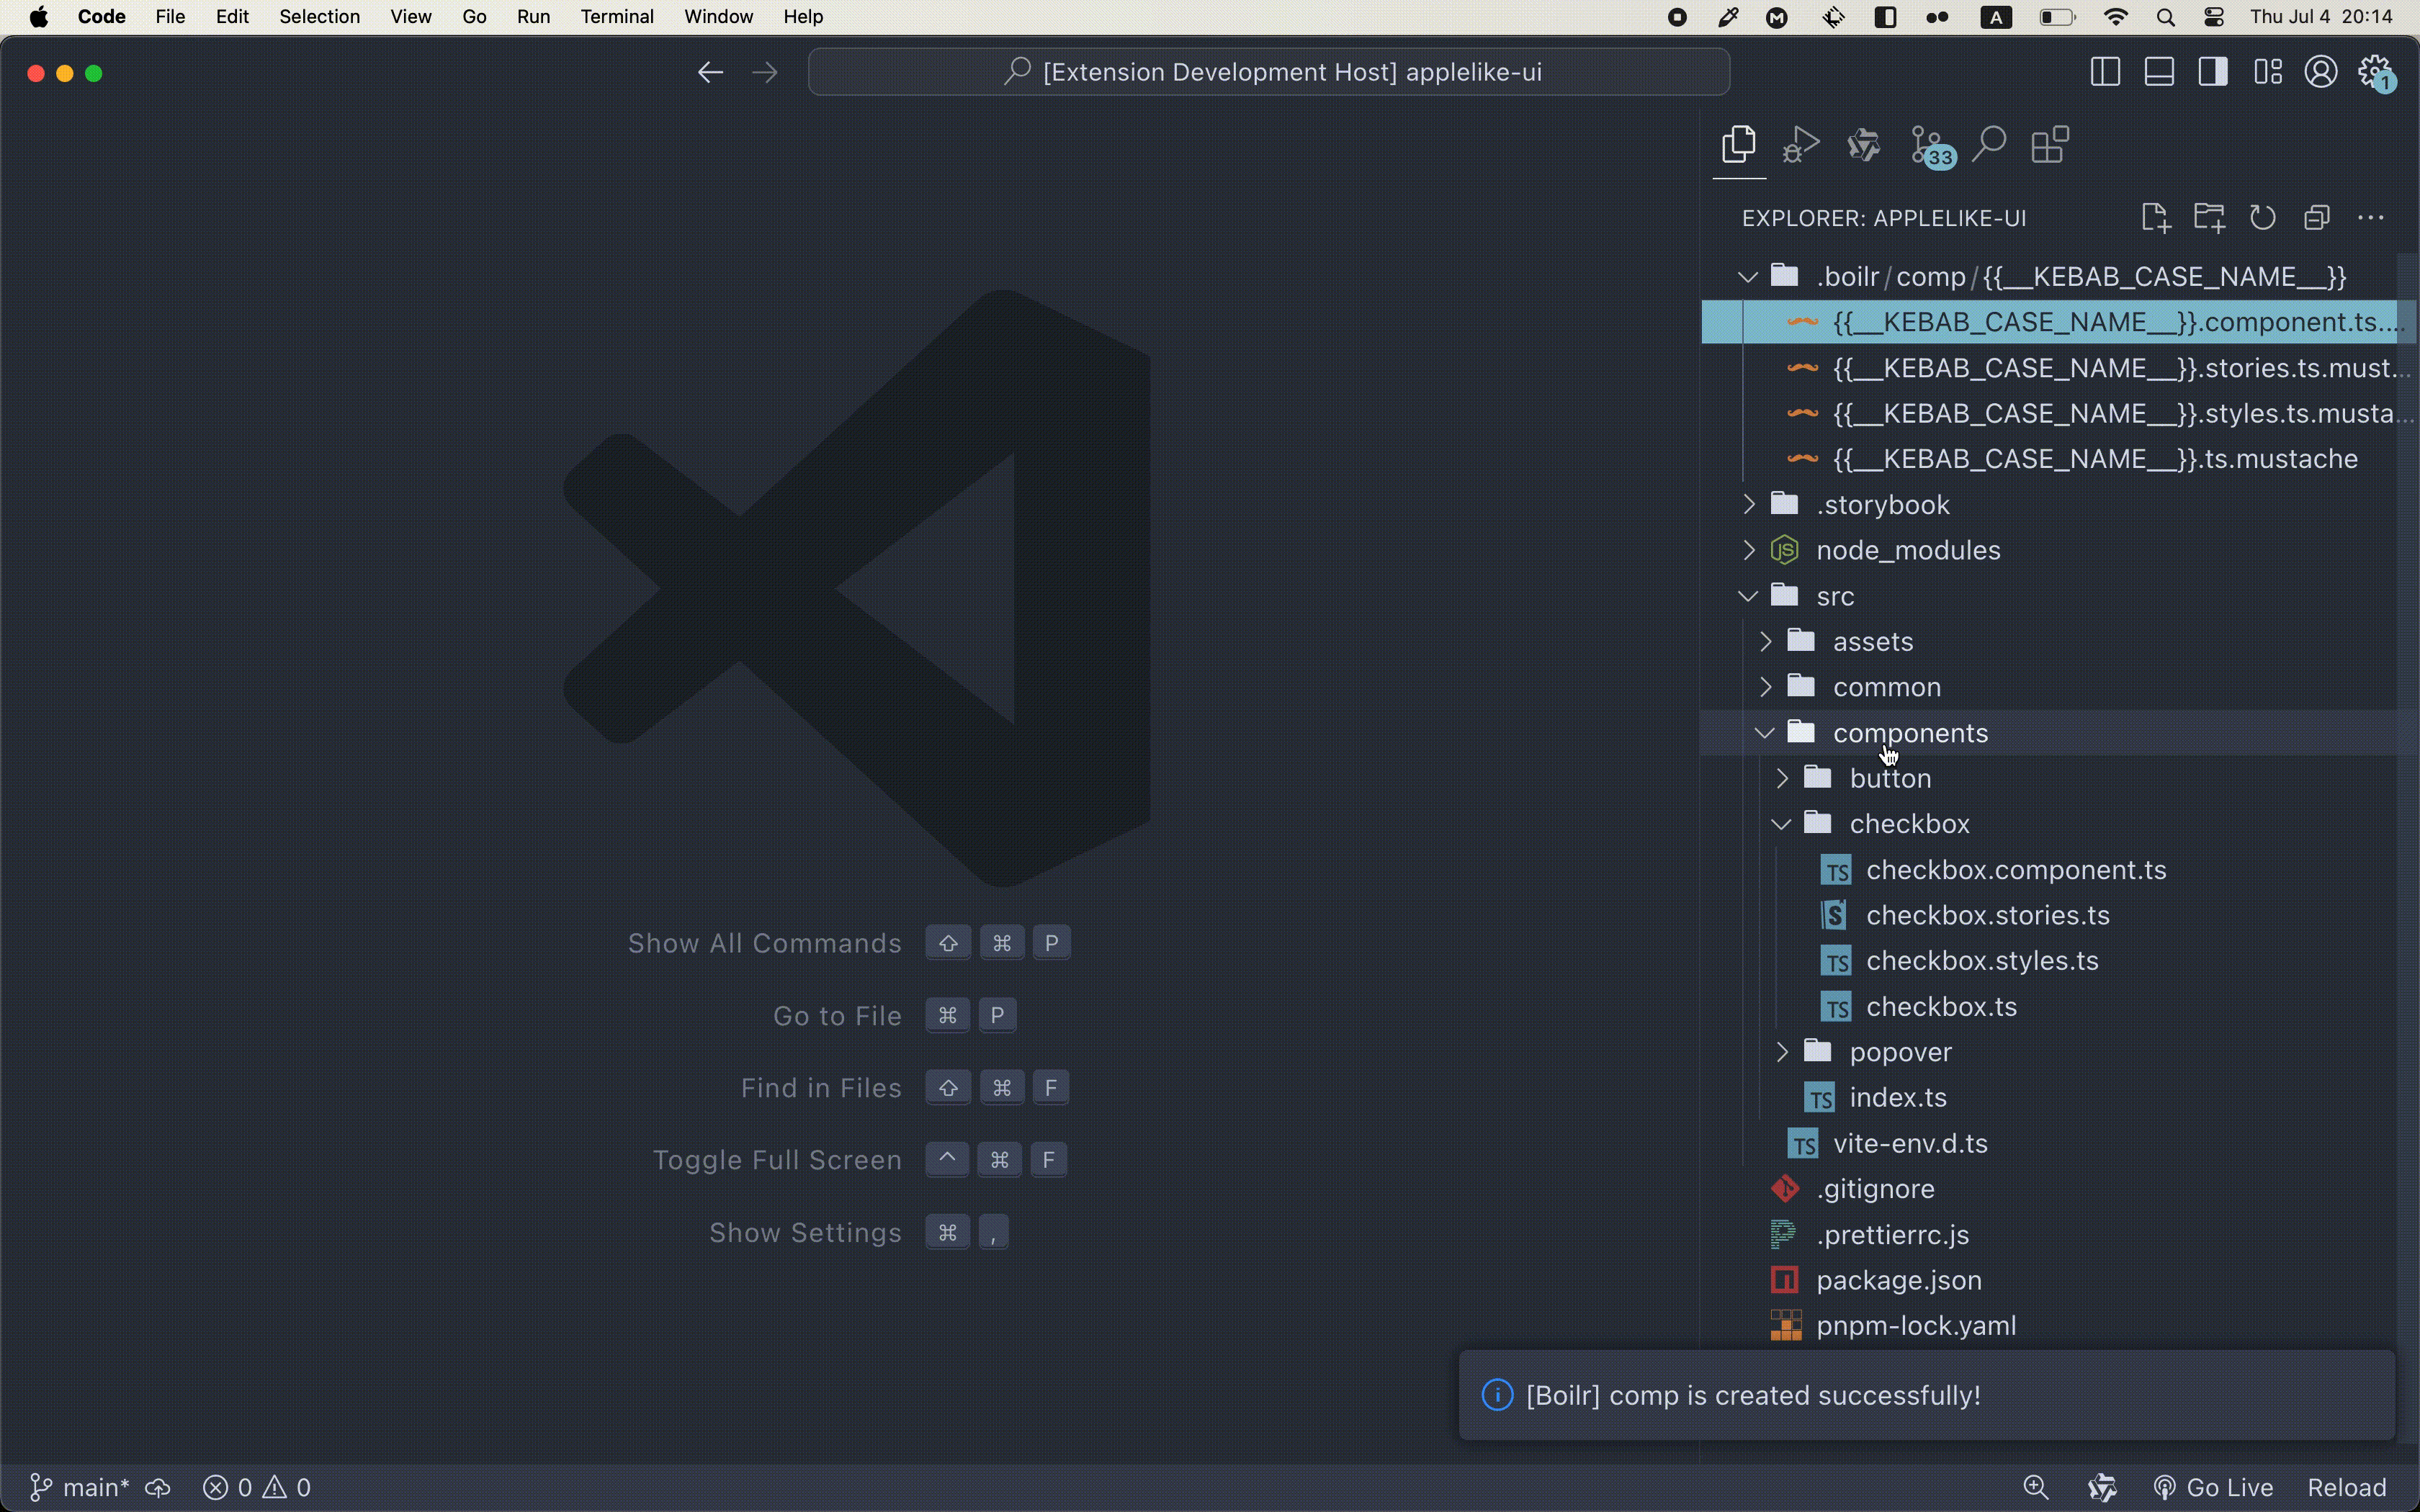 Code File Edit Selection View Go Run Terminal Window Help A Thu Jul 4 20:14
[Extension Development Host] applelike-ui 1
33
EXPLORER: APPLELIKE-UI
.boilr / comp / {{__KEBAB_CASE_NAME__}}
{{__KEBAB_CASE_NAME__}}.component.ts....
{{__KEBAB_CASE_NAME__}}.stories.ts.must...
{{__KEBAB_CASE_NAME__}}.styles.ts.musta...
{{__KEBAB_CASE_NAME__}}.ts.mustache
.storybook
node_modules
src
assets
common
components
button
checkbox
TS checkbox.component.ts
S checkbox.stories.ts
TS checkbox.styles.ts
TS checkbox.ts
popover
TS index.ts
TS vite-env.d.ts
.gitignore
.prettierrc.js
package.json
pnpm-lock.yaml
Show All Commands ⇧ ⌘ P
Go to File ⌘ P
Find in Files ⇧ ⌘ F
Toggle Full Screen ^ ⌘ F
Show Settings ⌘ ,
[Boilr] comp is created successfully!
main* 0 0 Go Live Reload